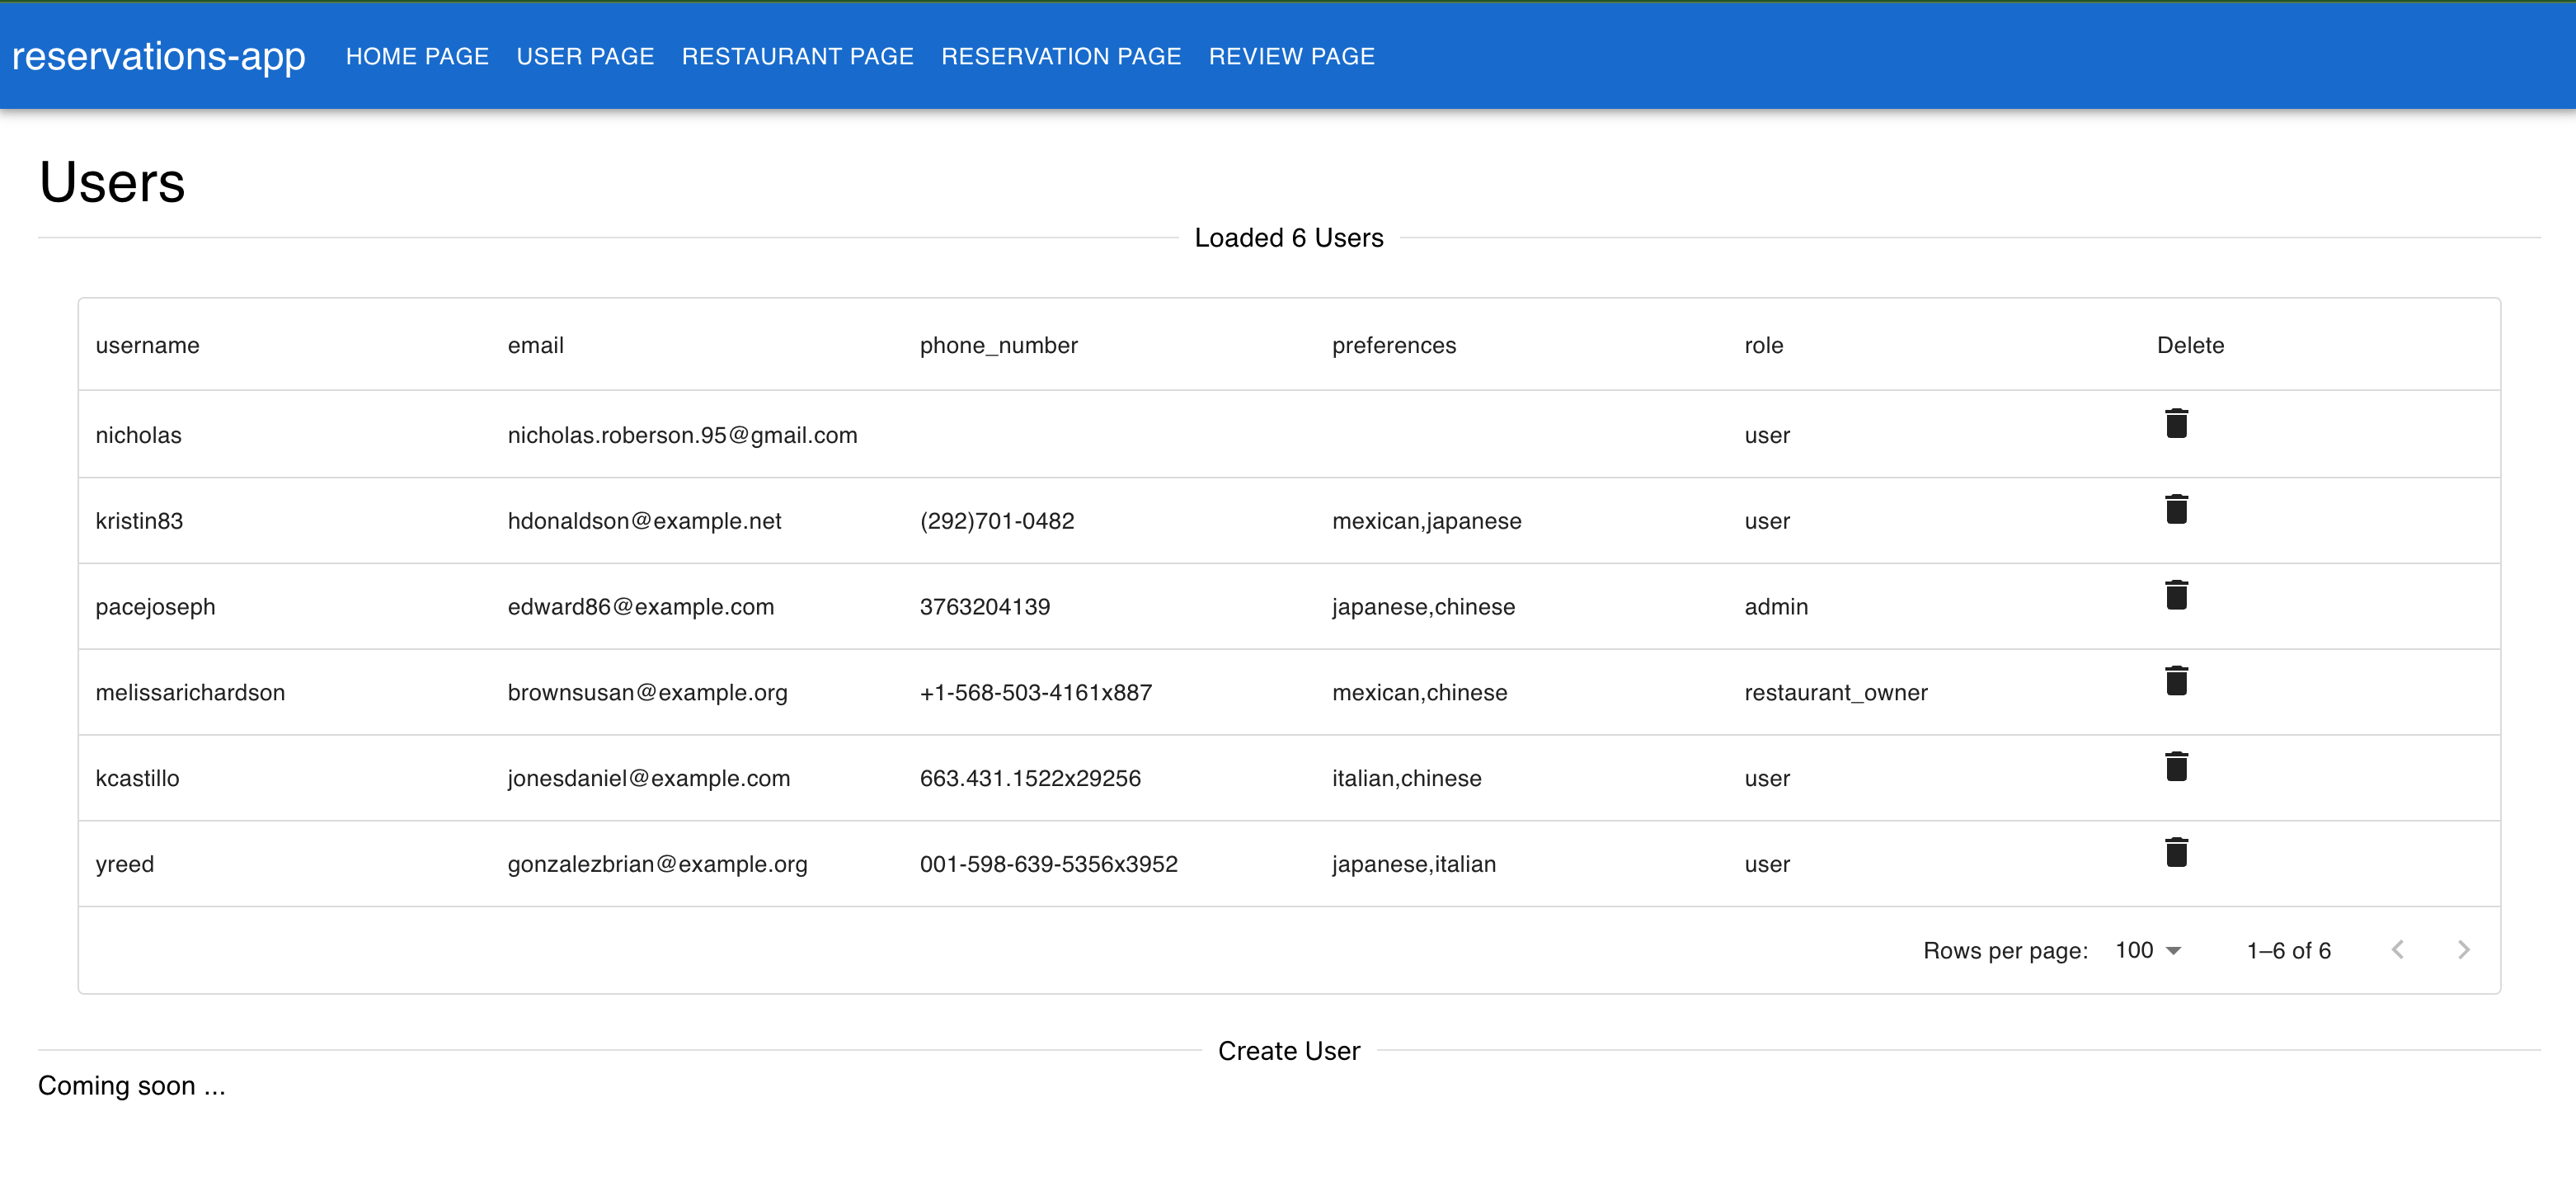 reservations-app HOME PAGE USER PAGE RESTAURANT PAGE RESERVATION PAGE REVIEW PAGE
Users
Loaded 6 Users
username email phone_number preferences role Delete
nicholas nicholas.roberson.95@gmail.com user
kristin83 hdonaldson@example.net (292)701-0482 mexican,japanese user
pacejoseph edward86@example.com 3763204139 japanese,chinese admin
melissarichardson brownsusan@example.org +1-568-503-4161x887 mexican,chinese restaurant_owner
kcastillo jonesdaniel@example.com 663.431.1522x29256 italian,chinese user
yreed gonzalezbrian@example.org 001-598-639-5356x3952 japanese,italian user
Rows per page: 100 1–6 of 6
Create User
Coming soon ...